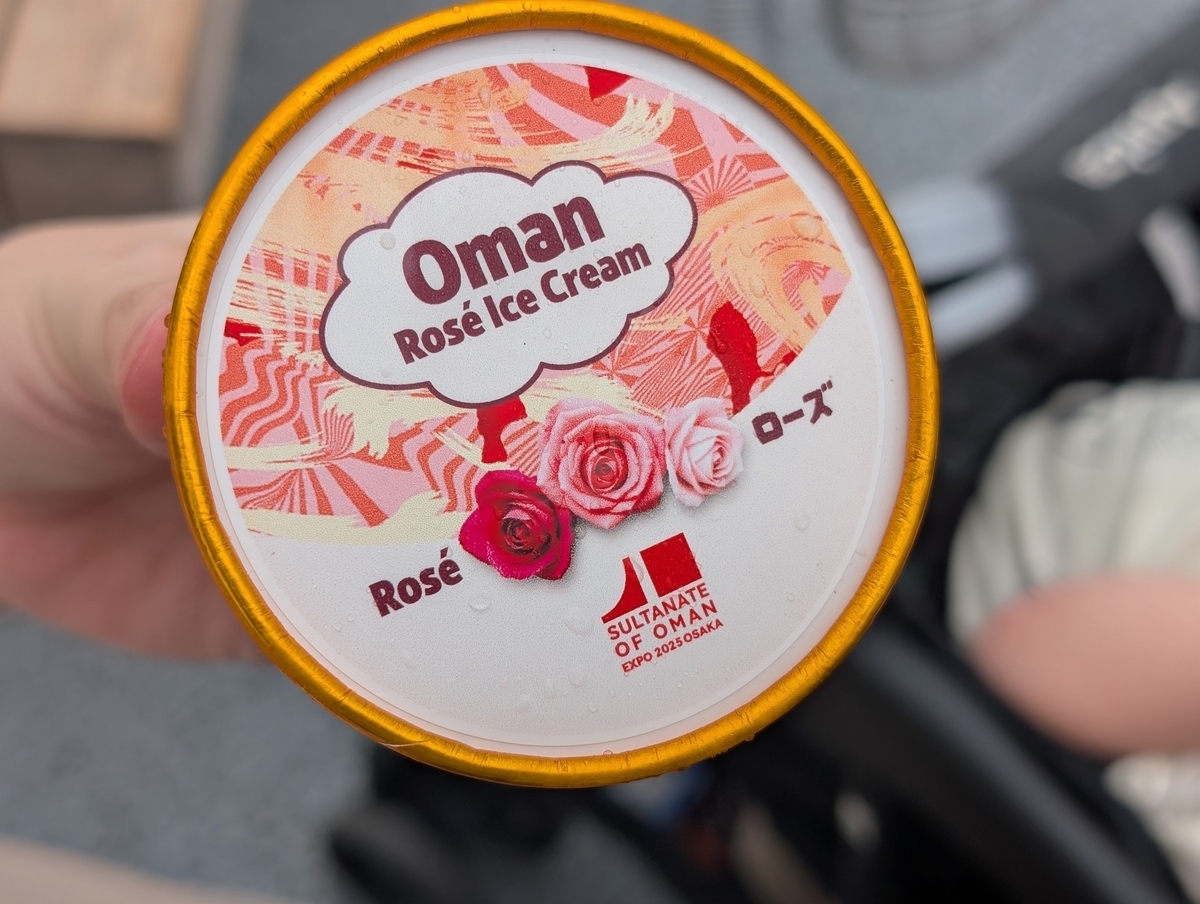 Oman
Rosé Ice Cream
ローズ
Rosé
SULTANATE
OF OMAN
EXPO 2025 OSAKA